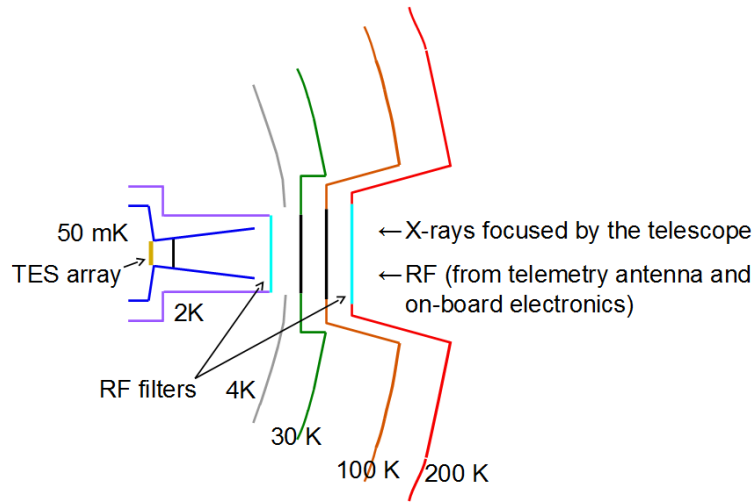 50 mK
TES array
2K
RF filters
4K
30 K
100 K
200 K
←X-rays focused by the telescope
←RF (from telemetry antenna and
on-board electronics)